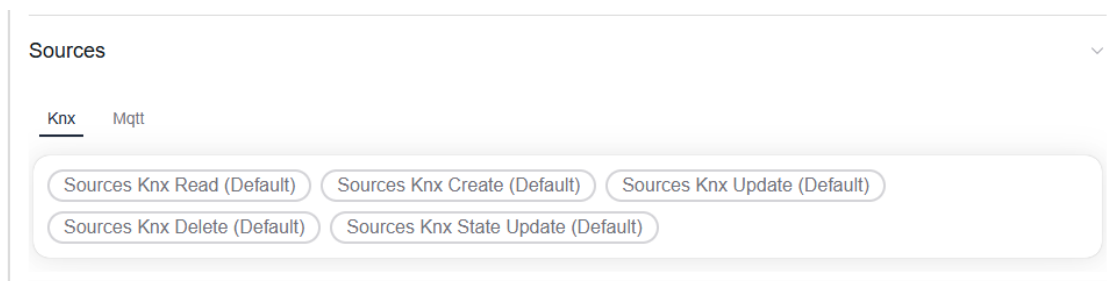 Sources
Knx Mqtt
Sources Knx Read (Default) Sources Knx Create (Default) Sources Knx Update (Default)
Sources Knx Delete (Default) Sources Knx State Update (Default)